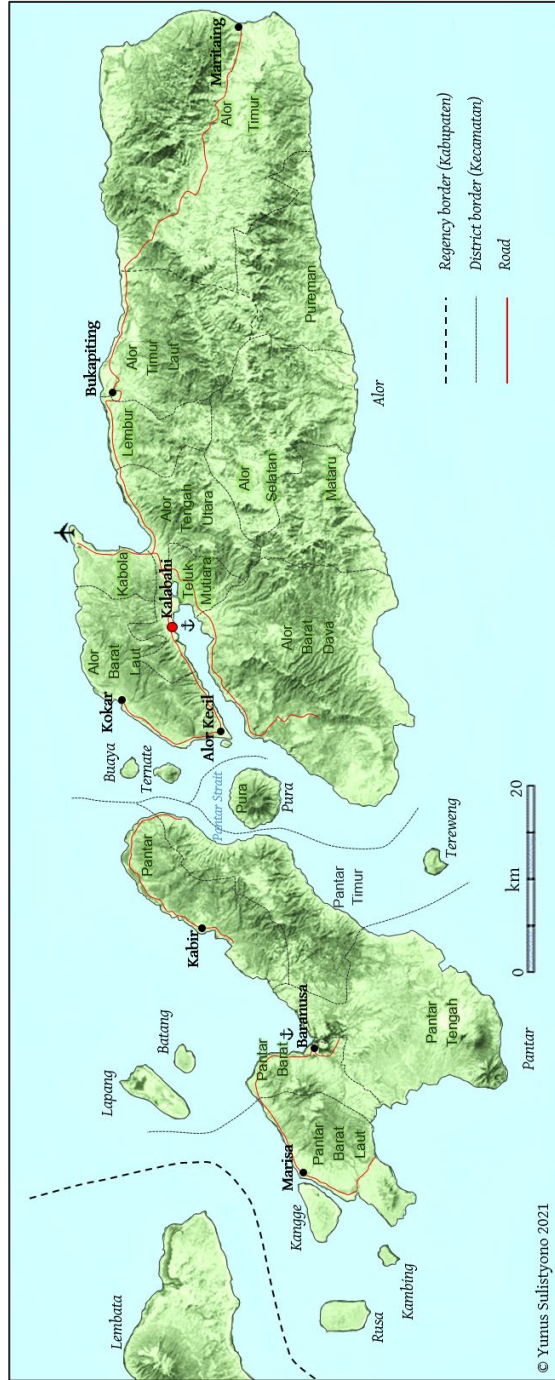 Maritaing
Alor
Timur
Pureman
Bukapiting
Alor
Timur
Laut
Lembur
Alor
Tengah
Utara
Alor
Selatan
Mataru
Alor
Kabola
Kalabahi
Teluk
Mutiara
Alor
Barat
Daya
Alor
Barat
Laut
Kokar
Alor Kecil
Buaya
Ternate
Pantar Strait
Pura
Pura
Tereweng
Pantar
Kabir
Pantar
Timur
Baranusa
Pantar
Barat
Pantar
Tengah
Pantar
Batang
Lapang
Marisa
Pantar
Barat
Laut
Kangge
Kambing
Rusa
Lembata
Regency border (Kabupaten)
District border (Kecamatan)
Road
0 20
km
© Yunus Sulistyono 2021